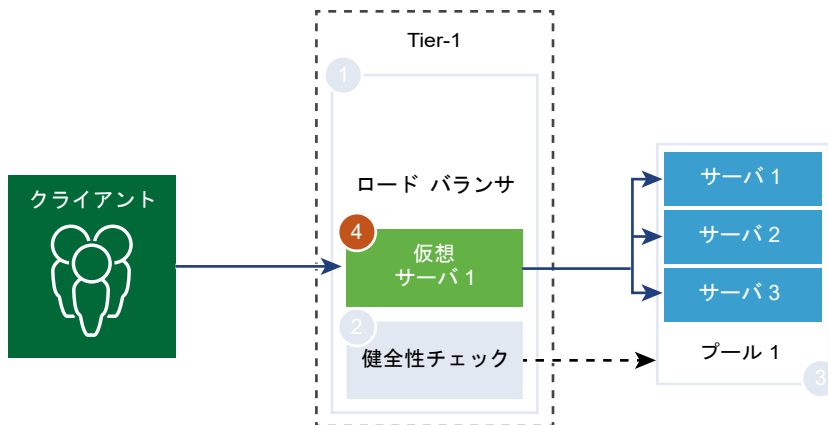 Tier-1
1
ロード バランサ
クライアント
4
仮想
サーバ 1
2
健全性チェック
サーバ 1
サーバ 2
サーバ 3
プール 1
3